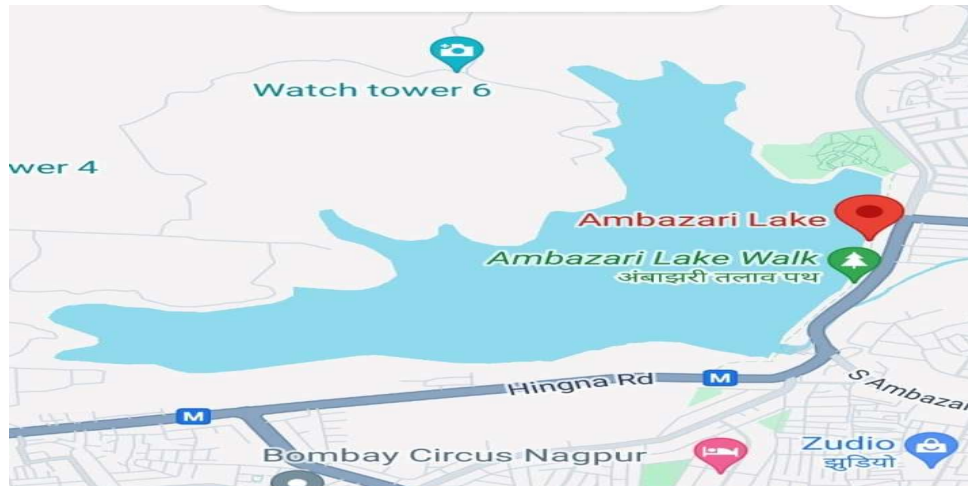 Watch tower 6
wer 4
Ambazari Lake
Ambazari Lake Walk
अंबाझरी तलाव पथ
Hingna Rd
M
M
S Ambazar
Bombay Circus Nagpur
Zudio
झुडियो